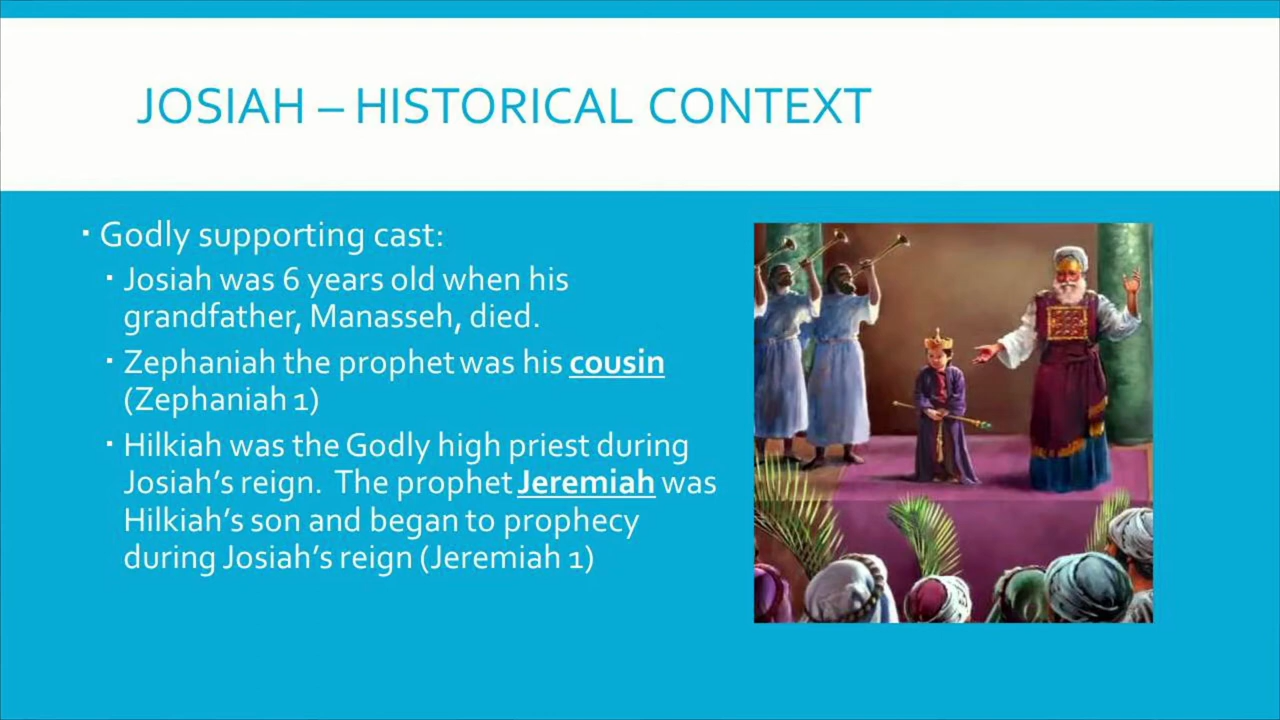 JOSIAH – HISTORICAL CONTEXT
▪ Godly supporting cast:
▪ Josiah was 6 years old when his
grandfather, Manasseh, died.
▪ Zephaniah the prophet was his cousin
(Zephaniah 1)
▪ Hilkiah was the Godly high priest during
Josiah’s reign. The prophet Jeremiah was
Hilkiah’s son and began to prophecy
during Josiah’s reign (Jeremiah 1)